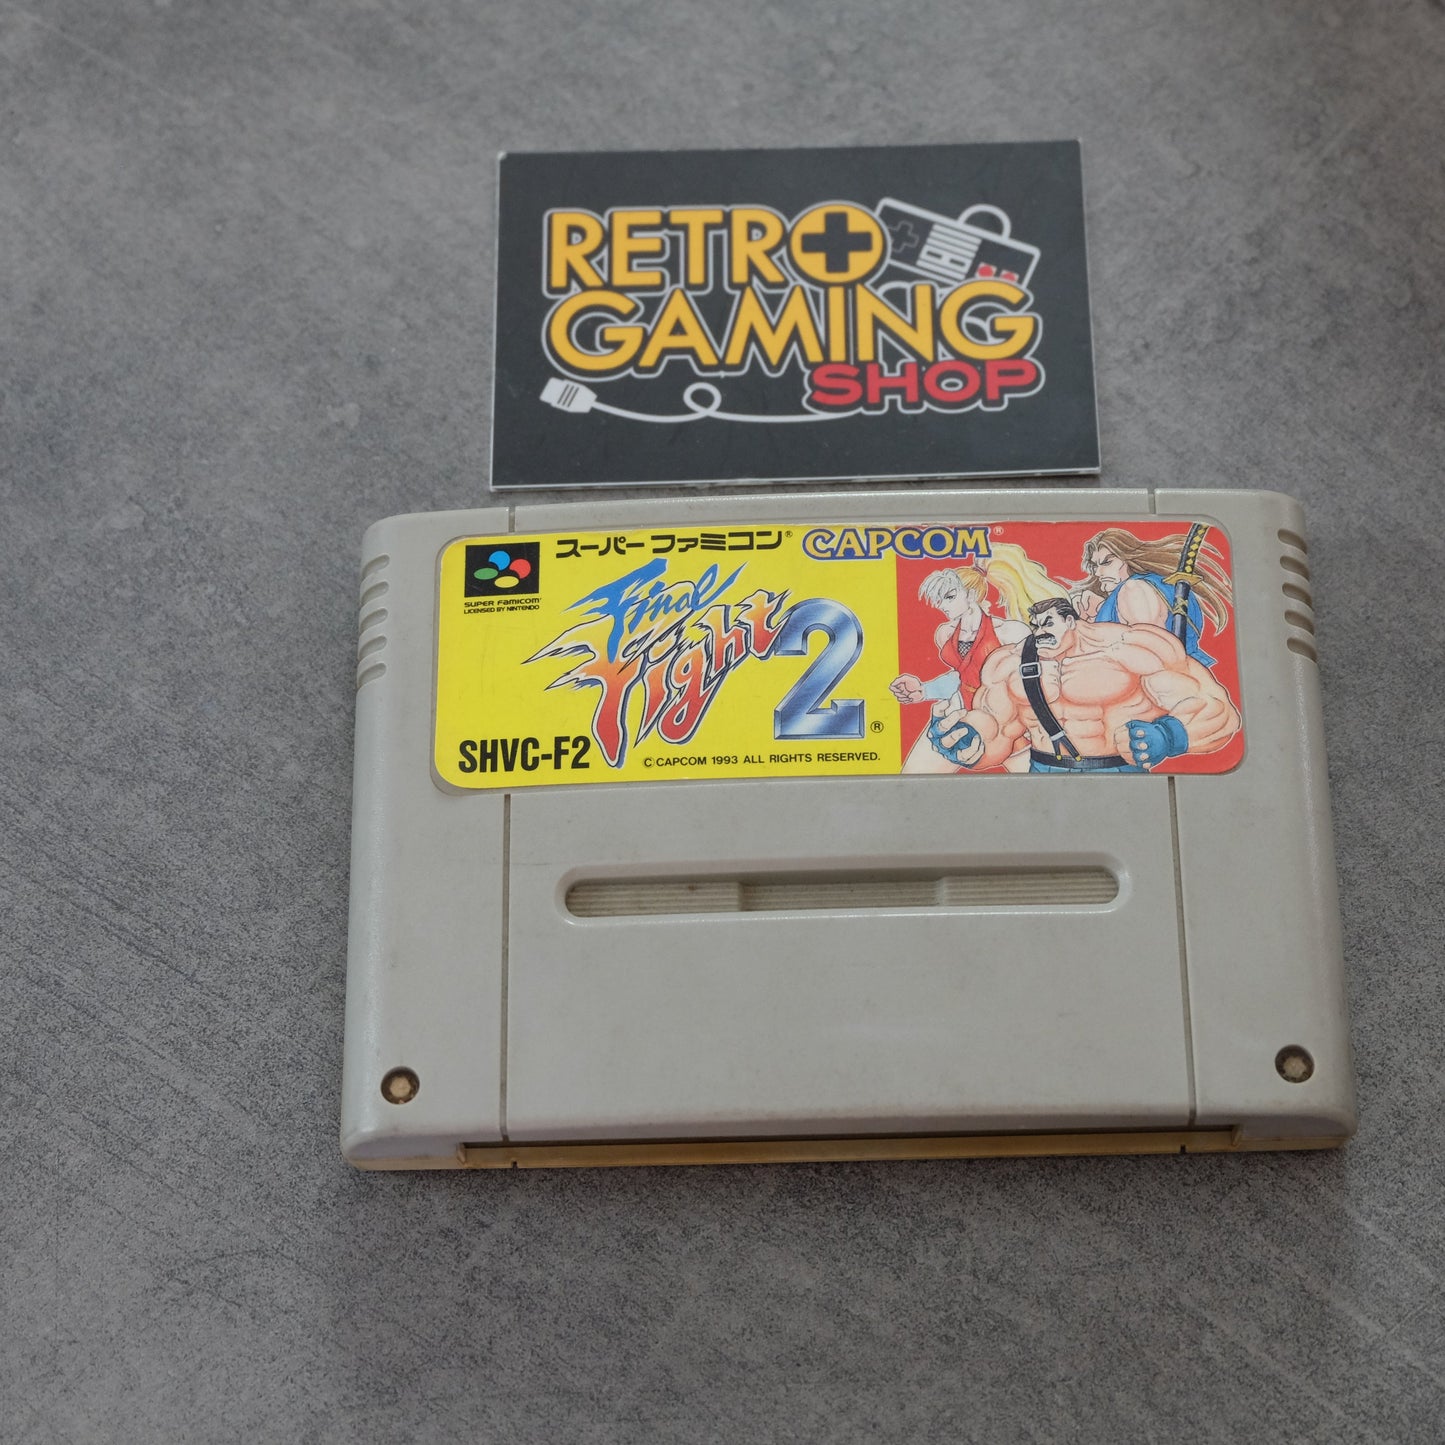 RETRO
GAMING
SHOP
スーパーファミコン® CAPCOM®
SUPER FAMICOM
LICENSED BY NINTENDO
Final
Fight 2®
SHVC-F2
©CAPCOM 1993 ALL RIGHTS RESERVED.